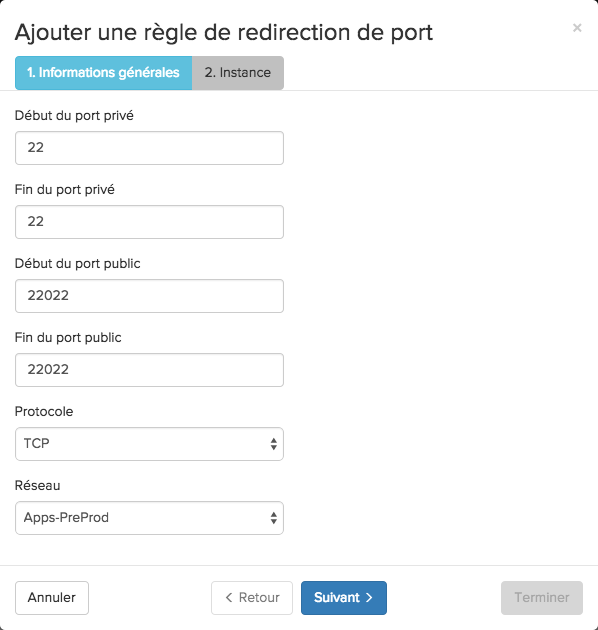 Ajouter une règle de redirection de port
×
1. Informations générales 2. Instance
Début du port privé
22
Fin du port privé
22
Début du port public
22022
Fin du port public
22022
Protocole
TCP
Réseau
Apps-PreProd
Annuler < Retour Suivant > Terminer